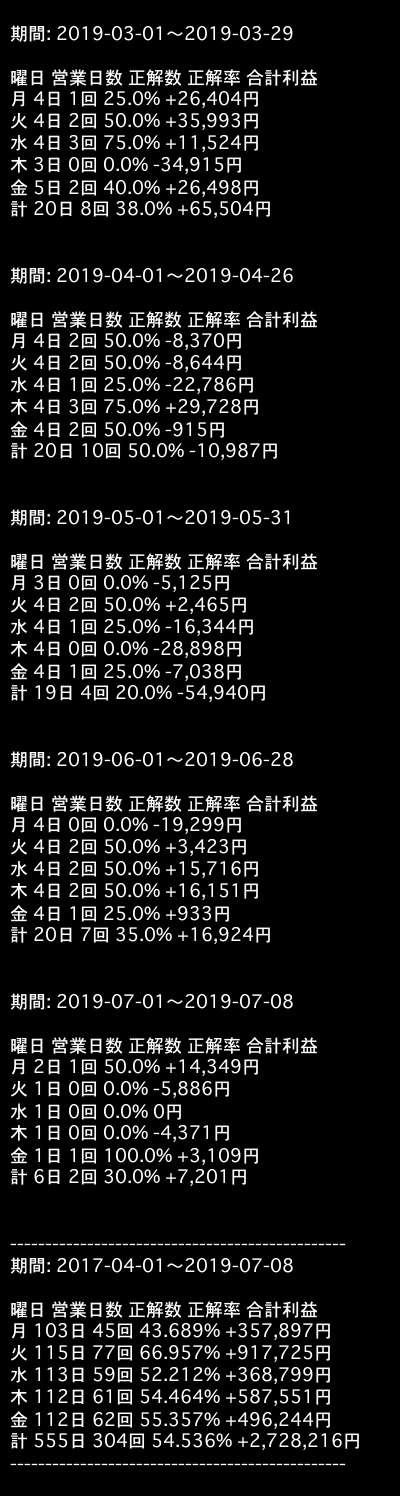 期間: 2019-03-01〜2019-03-29
曜日 営業日数 正解数 正解率 合計利益
月 4日 1回 25.0% +26,404円
火 4日 2回 50.0% +35,993円
水 4日 3回 75.0% +11,524円
木 3日 0回 0.0% -34,915円
金 5日 2回 40.0% +26,498円
計 20日 8回 38.0% +65,504円
期間: 2019-04-01〜2019-04-26
曜日 営業日数 正解数 正解率 合計利益
月 4日 2回 50.0% -8,370円
火 4日 2回 50.0% -8,644円
水 4日 1回 25.0% -22,786円
木 4日 3回 75.0% +29,728円
金 4日 2回 50.0% -915円
計 20日 10回 50.0% -10,987円
期間: 2019-05-01〜2019-05-31
曜日 営業日数 正解数 正解率 合計利益
月 3日 0回 0.0% -5,125円
火 4日 2回 50.0% +2,465円
水 4日 1回 25.0% -16,344円
木 4日 0回 0.0% -28,898円
金 4日 1回 25.0% -7,038円
計 19日 4回 20.0% -54,940円
期間: 2019-06-01〜2019-06-28
曜日 営業日数 正解数 正解率 合計利益
月 4日 0回 0.0% -19,299円
火 4日 2回 50.0% +3,423円
水 4日 2回 50.0% +15,716円
木 4日 2回 50.0% +16,151円
金 4日 1回 25.0% +933円
計 20日 7回 35.0% +16,924円
期間: 2019-07-01〜2019-07-08
曜日 営業日数 正解数 正解率 合計利益
月 2日 1回 50.0% +14,349円
火 1日 0回 0.0% -5,886円
水 1日 0回 0.0% 0円
木 1日 0回 0.0% -4,371円
金 1日 1回 100.0% +3,109円
計 6日 2回 30.0% +7,201円
------------------------------------------------
期間: 2017-04-01〜2019-07-08
曜日 営業日数 正解数 正解率 合計利益
月 103日 45回 43.689% +357,897円
火 115日 77回 66.957% +917,725円
水 113日 59回 52.212% +368,799円
木 112日 61回 54.464% +587,551円
金 112日 62回 55.357% +496,244円
計 555日 304回 54.536% +2,728,216円
------------------------------------------------